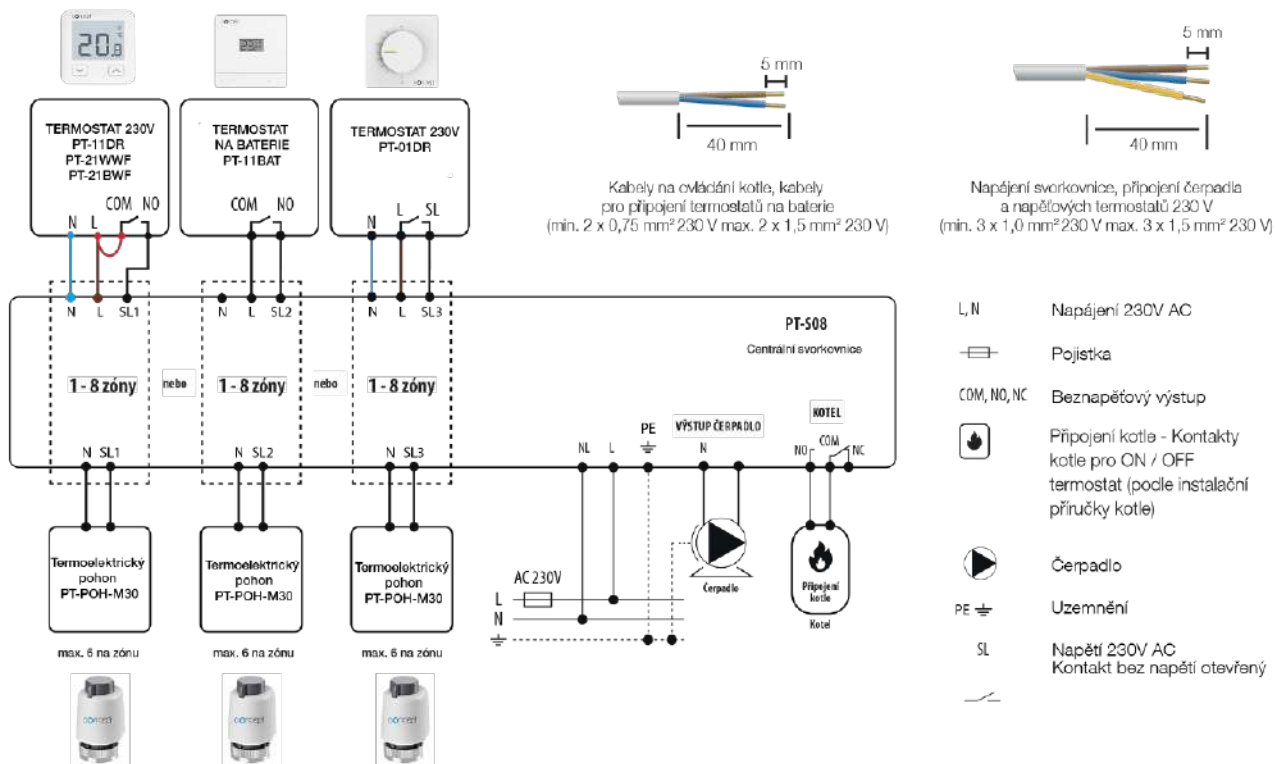 20,8
TERMOSTAT 230V
PT-11DR
PT-21WWF
PT-21BWF
COM NO
N L
TERMOSTAT
NA BATERIE
PT-11BAT
COM NO
TERMOSTAT 230V
PT-01DR
L SL
N
5 mm
40 mm
Kabely na ovládání kotle, kabely
pro připojení termostatů na baterie
(min. 2 x 0,75 mm² 230 V max. 2 x 1,5 mm² 230 V)
5 mm
40 mm
Napájení svorkovnice, připojení čerpadla
a napěťových termostatů 230 V
(min. 3 x 1,0 mm² 230 V max. 3 x 1,5 mm² 230 V)
N L SL1
N L SL2
N L SL3
PT-S08
Centrální svorkovnice
1 - 8 zóny
nebo
1 - 8 zóny
nebo
1 - 8 zóny
N SL1
N SL2
N SL3
NL L PE
VÝSTUP ČERPADLO
N
KOTEL
COM
NO NC
Termoelektrický
pohon
PT-POH-M30
Termoelektrický
pohon
PT-POH-M30
Termoelektrický
pohon
PT-POH-M30
max. 6 na zónu
max. 6 na zónu
max. 6 na zónu
AC 230V
L
N
Čerpadlo
Připojení
kotle
Kotel
L, N Napájení 230V AC
Pojistka
COM, NO, NC Beznapěťový výstup
Připojení kotle - Kontakty
kotle pro ON / OFF
termostat (podle instalační
příručky kotle)
Čerpadlo
PE Uzemnění
SL Napětí 230V AC
Kontakt bez napětí otevřený
concept
concept
concept